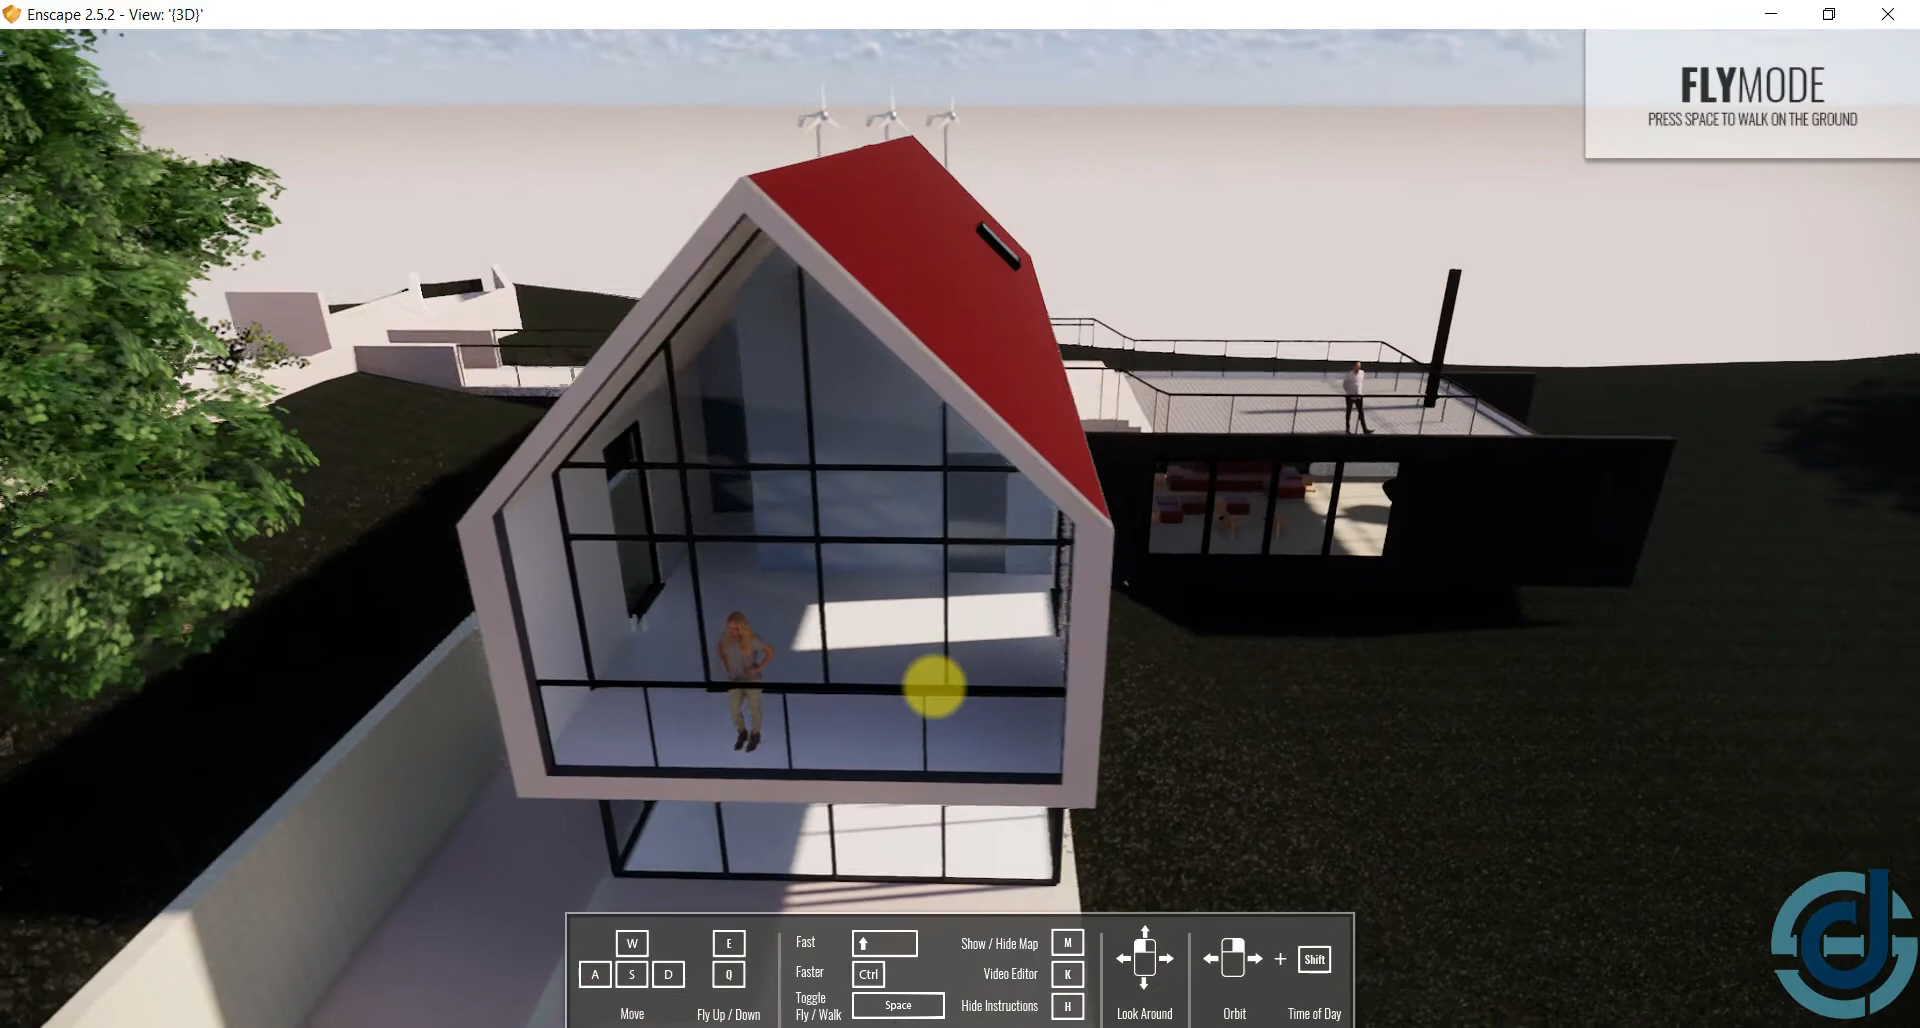 Enscape 2.5.2 - View: '{3D}'
FLYMODE
PRESS SPACE TO WALK ON THE GROUND
W
E
A
S
D
Q
Move
Fly Up / Down
Fast
Faster
Ctrl
Toggle
Fly / Walk
Space
Show / Hide Map
M
Video Editor
K
Hide Instructions
H
Look Around
Orbit
+
Shift
Time of Day